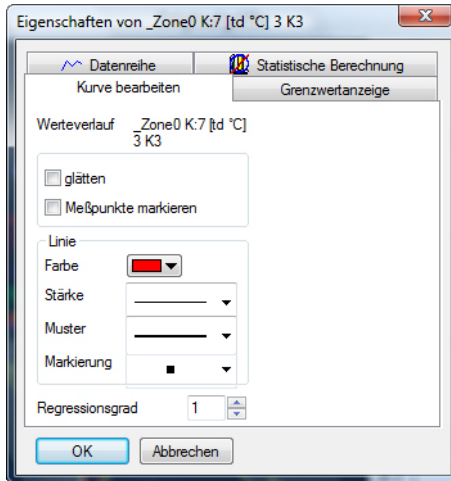 Eigenschaften von _Zone0 K:7 [td °C] 3 K3
Datenreihe
Statistische Berechnung
Kurve bearbeiten
Grenzwertanzeige
Werteverlauf
_Zone0 K:7 [td °C]
3 K3
glätten
Meßpunkte markieren
Linie
Farbe
Stärke
Muster
Markierung
Regressionsgrad 1
OK
Abbrechen